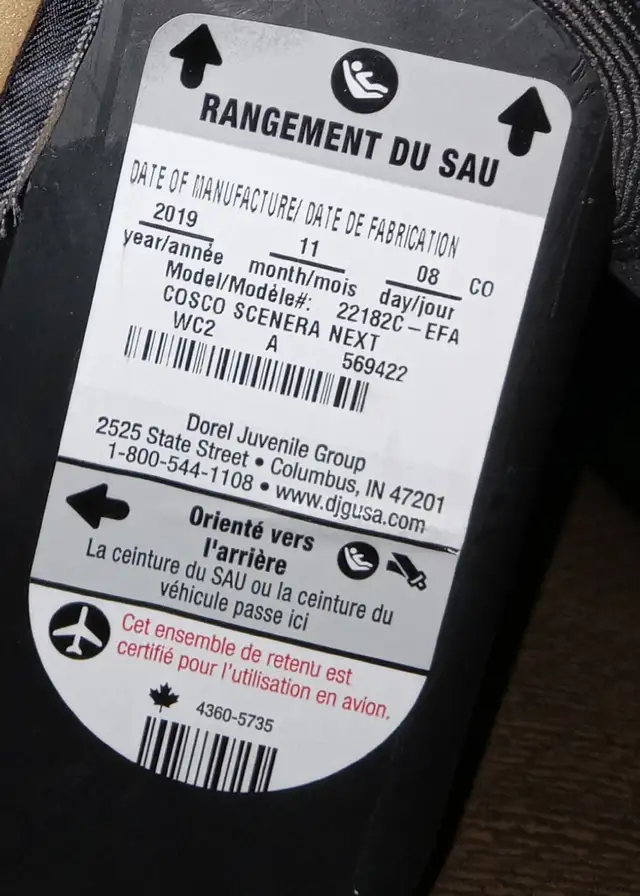 RANGEMENT DU SAU
DATE OF MANUFACTURE/ DATE DE FABRICATION
2019 11 08 CO
year/année month/mois day/jour
Model/Modèle#: 22182C-EFA
COSCO SCENERA NEXT
WC2 A 569422
Dorel Juvenile Group
2525 State Street • Columbus, IN 47201
1-800-544-1108 • www.djgusa.com
Orienté vers
l'arrière
La ceinture du SAU ou la ceinture du
véhicule passe ici
Cet ensemble de retenu est
certifié pour l'utilisation en avion.
4360-5735